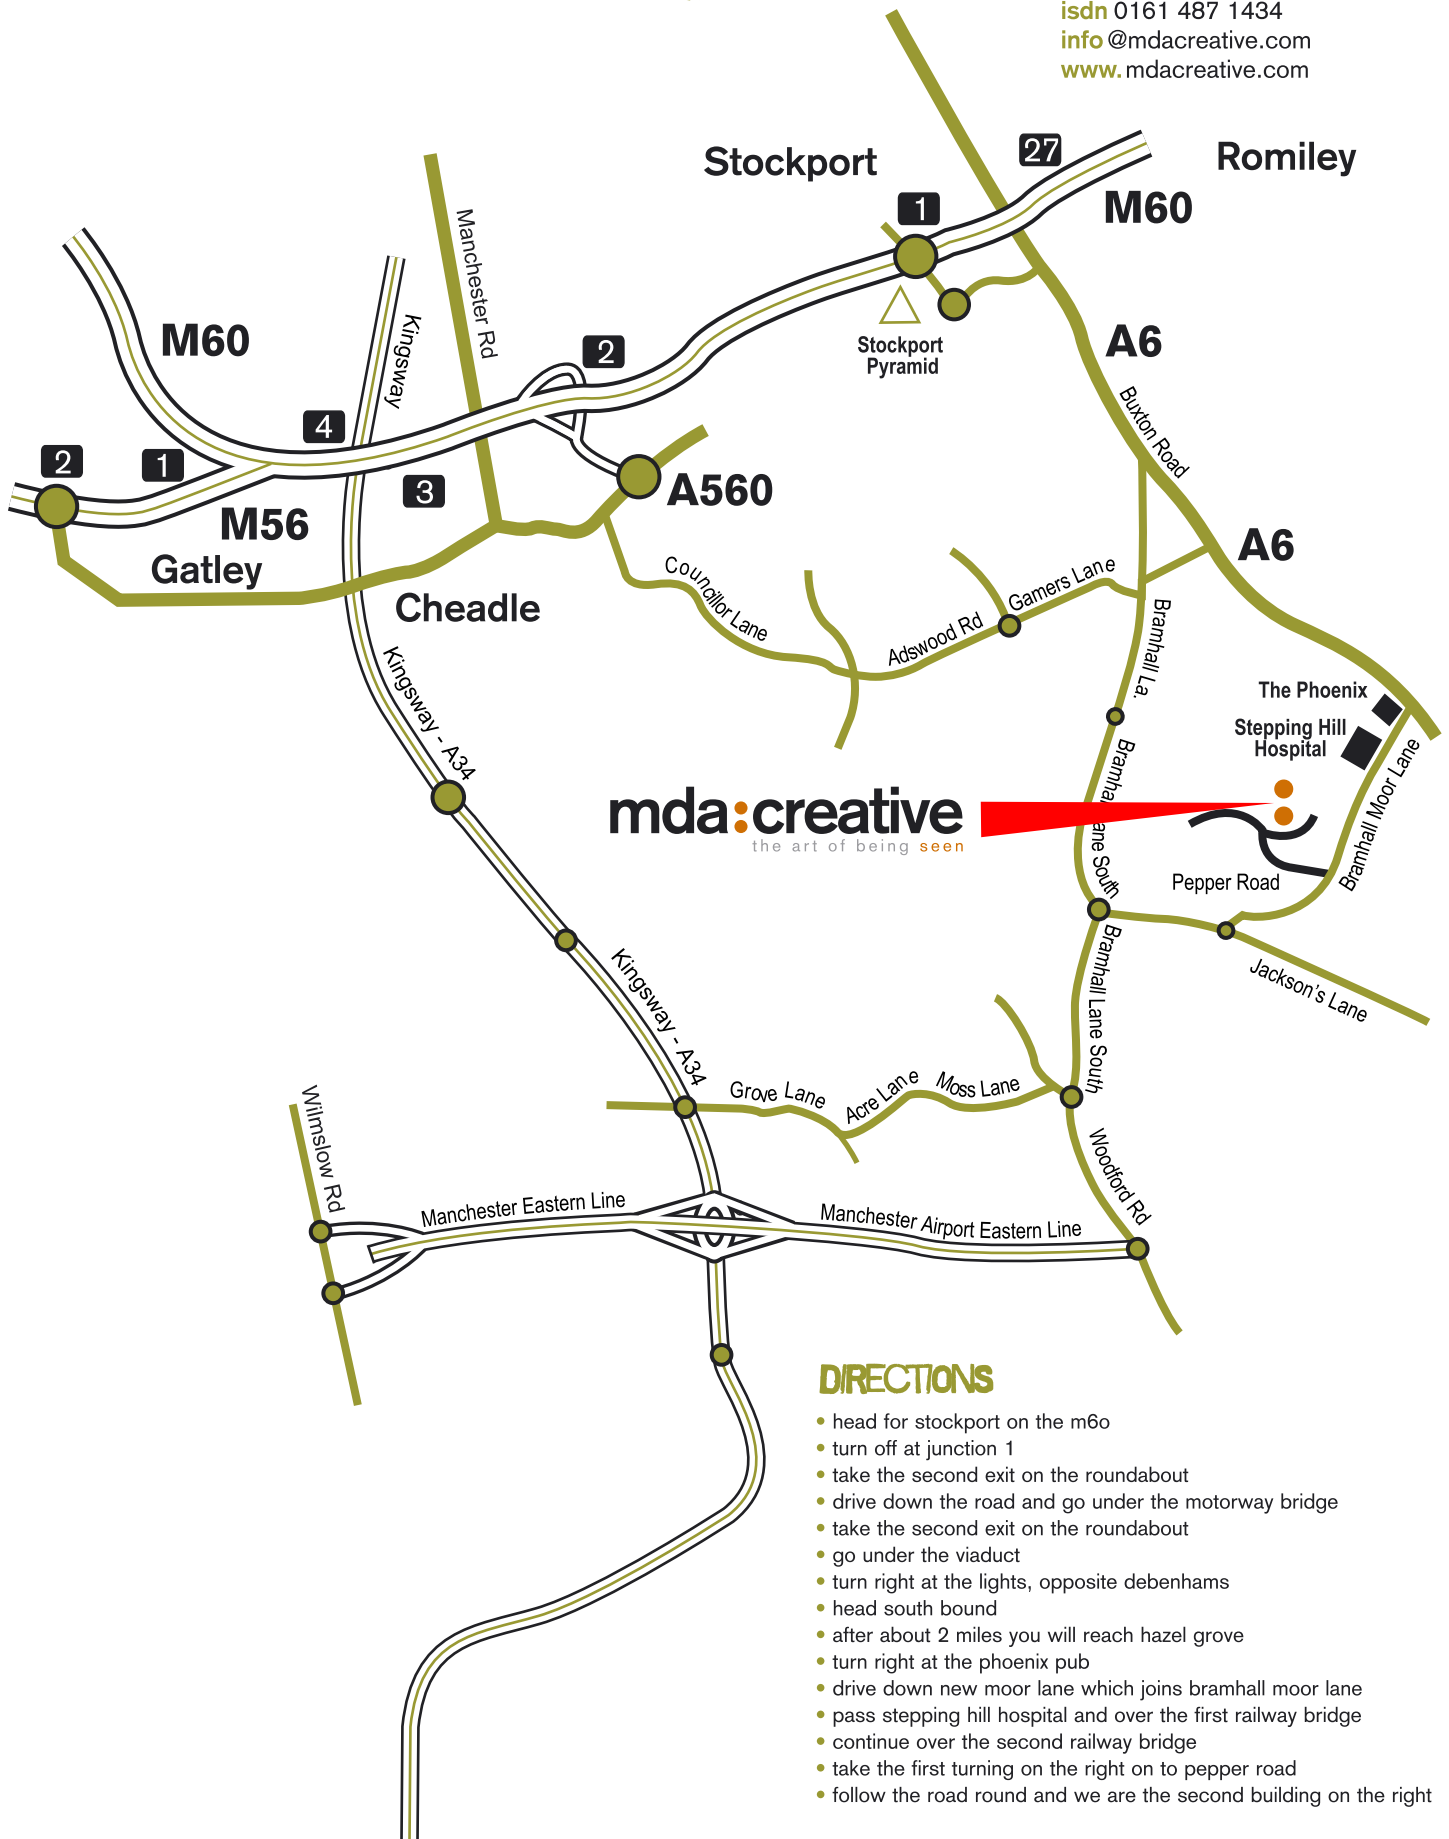 isdn 0161 487 1434
info @mdacreative.com
www. mdacreative.com
27
Stockport
Romiley
1
M60
Manchester Rd
M60
Kingsway
2
Stockport
Pyramid
A6
Buxton Road
4
2
1
3
A560
M56
A6
Gatley
Councillor Lane
Gamers Lane
Cheadle
Adswood Rd
Bramhall La.
Kingsway - A34
The Phoenix
Stepping Hill
Hospital
Bramhall Moor Lane
mda:creative
the art of being seen
Bramha ane South
Pepper Road
Bramhall Lane South
Jackson's Lane
Kingsway - A34
Grove Lane
Acre Lane
Moss Lane
Wilmslow Rd
Woodford Rd
Manchester Eastern Line
Manchester Airport Eastern Line
DIRECTIONS
• head for stockport on the m6o
• turn off at junction 1
• take the second exit on the roundabout
• drive down the road and go under the motorway bridge
• take the second exit on the roundabout
• go under the viaduct
• turn right at the lights, opposite debenhams
• head south bound
• after about 2 miles you will reach hazel grove
• turn right at the phoenix pub
• drive down new moor lane which joins bramhall moor lane
• pass stepping hill hospital and over the first railway bridge
• continue over the second railway bridge
• take the first turning on the right on to pepper road
• follow the road round and we are the second building on the right